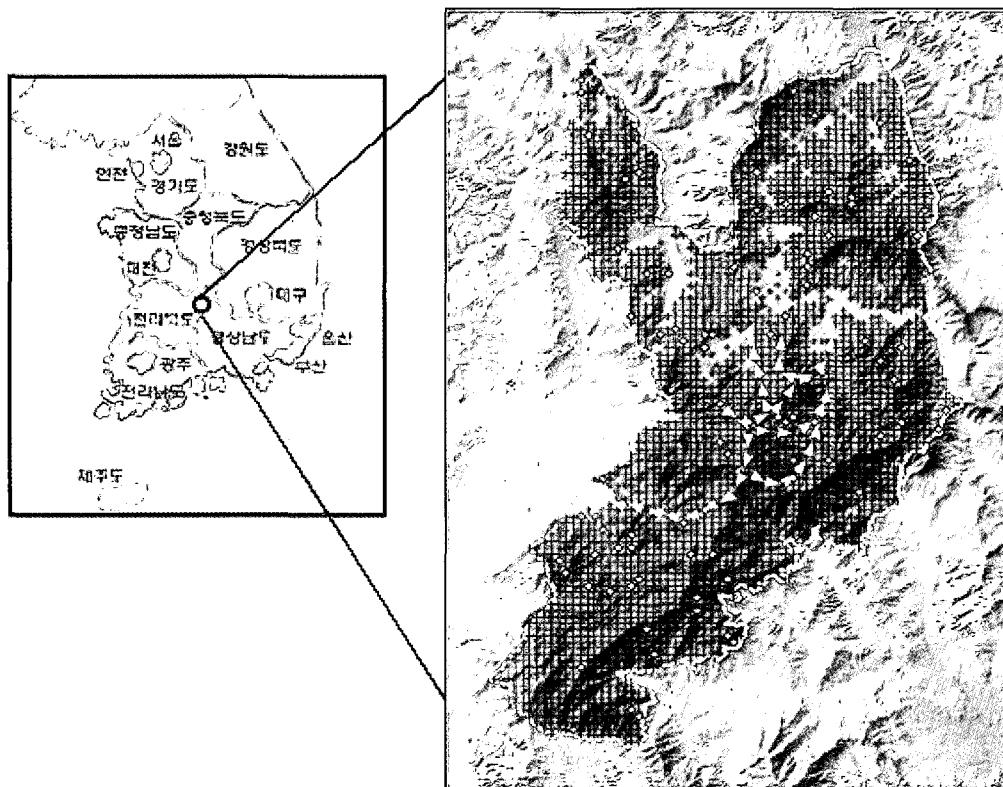 서울
강원도
인천
경기도
충청북도
충청남도
경상북도
대전
대구
전라북도
경상남도
울산
광주
부산
전라남도
제주도